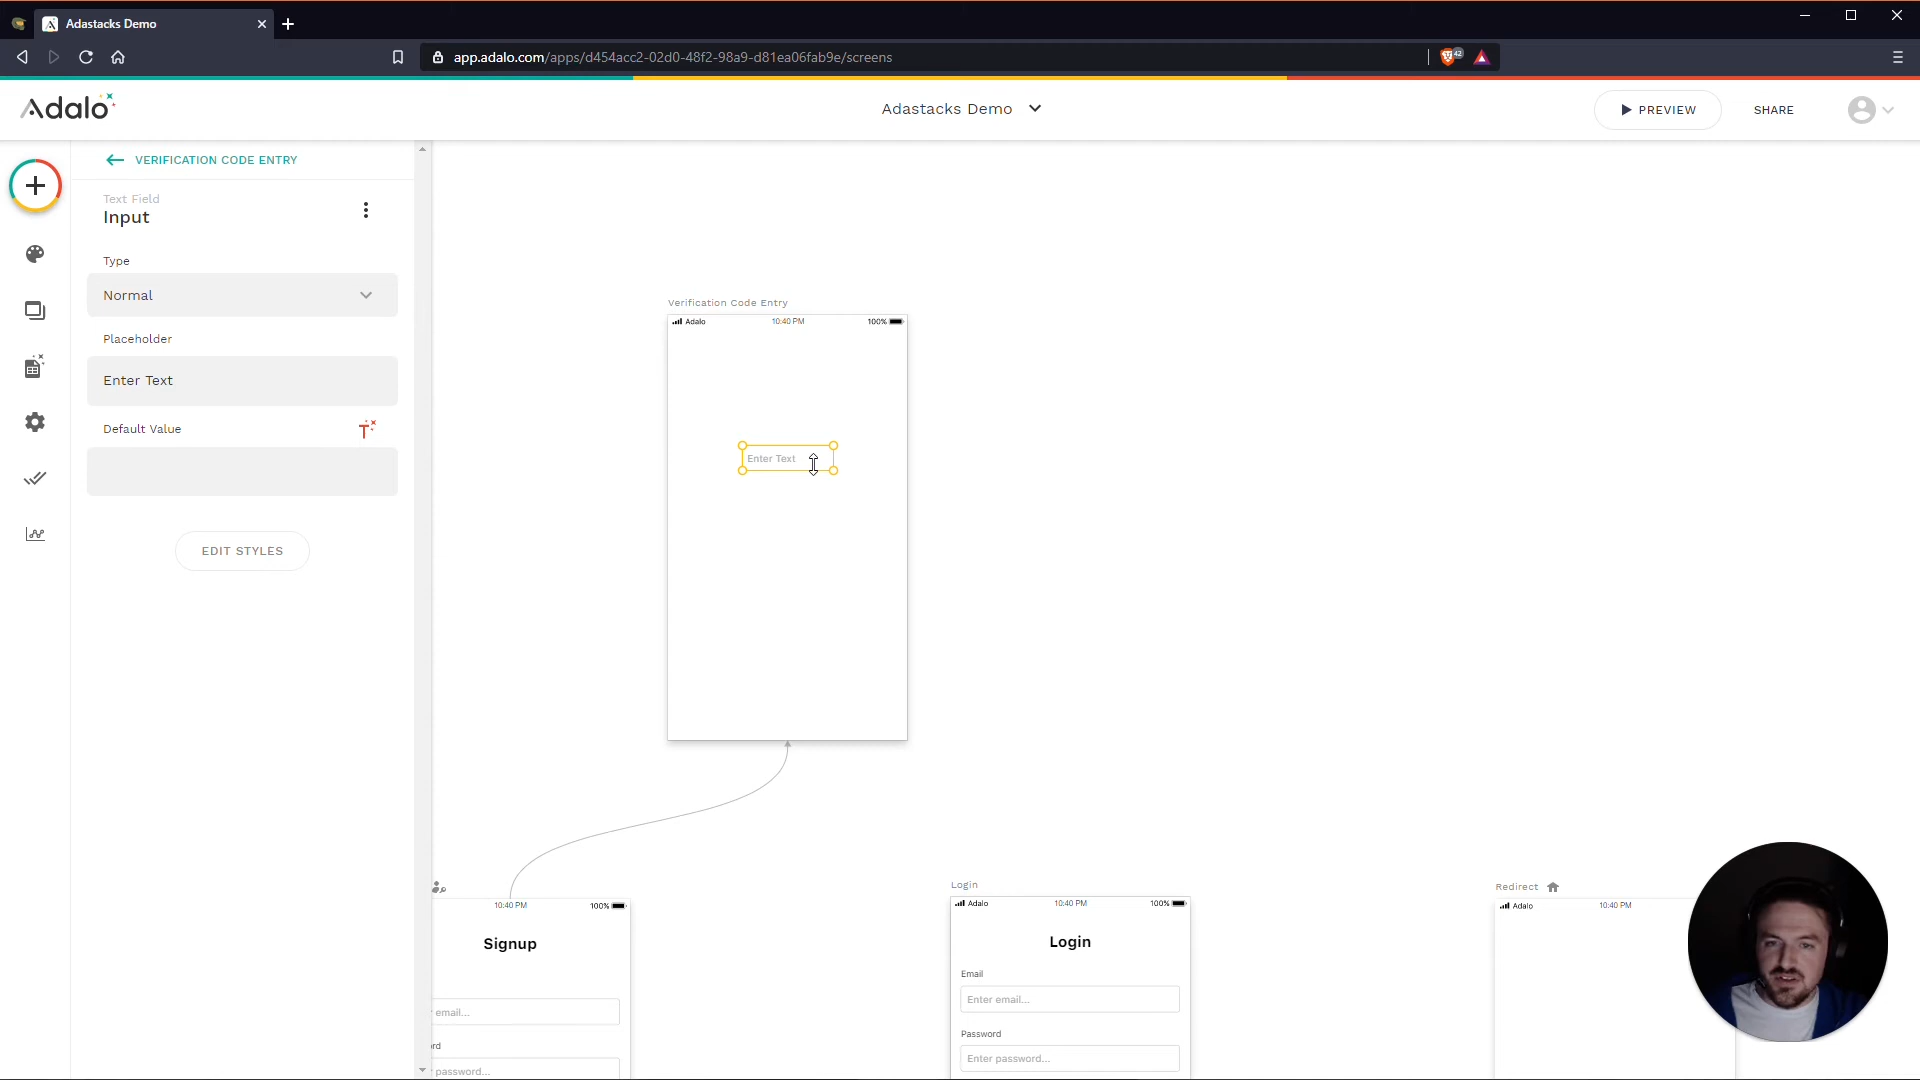 Adastacks Demo
app.adalo.com/apps/d454acc2-02d0-48f2-98a9-d81ea06fab9e/screens
42
Adalo
Adastacks Demo
PREVIEW
SHARE
VERIFICATION CODE ENTRY
Text Field
Input
Type
Normal
Placeholder
Enter Text
Default Value
T
EDIT STYLES
Verification Code Entry
Adalo 10:40 PM 100%
Enter Text
10:40 PM 100%
Signup
email...
rd
password...
Login
Adalo 10:40 PM 100%
Login
Email
Enter email...
Password
Enter password...
Redirect
Adalo 10:40 PM